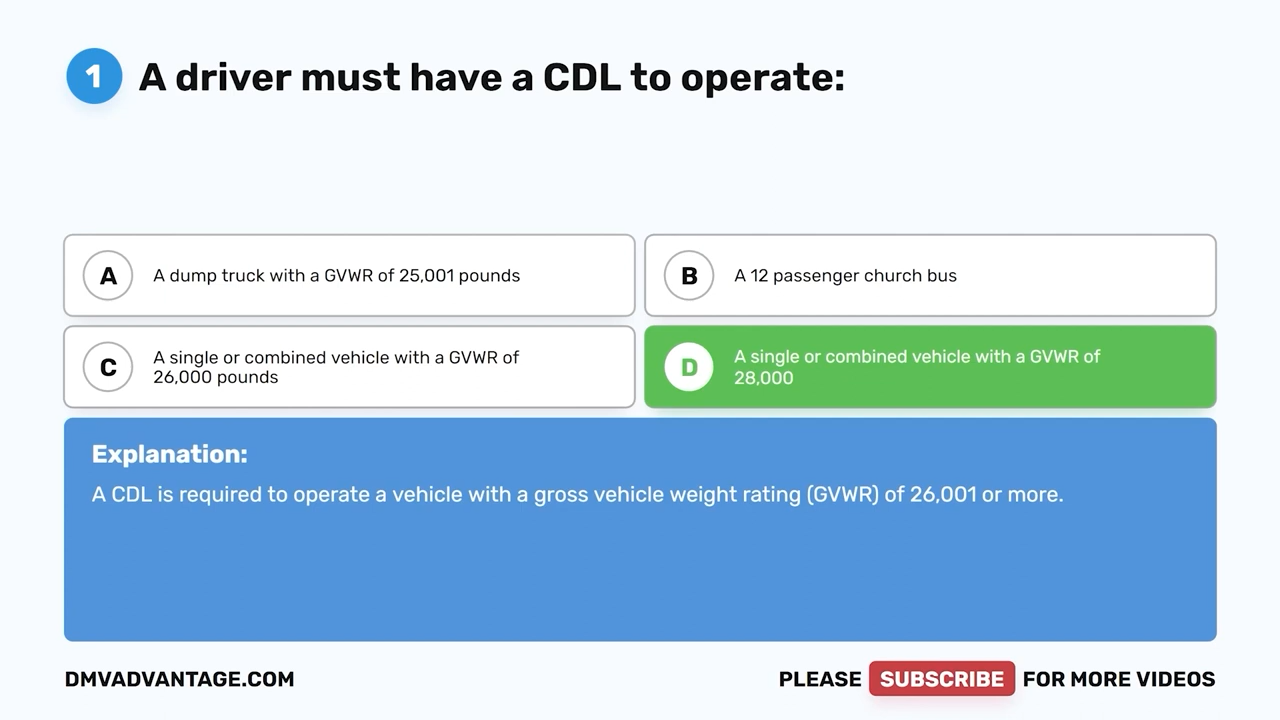 1 A driver must have a CDL to operate:
A A dump truck with a GVWR of 25,001 pounds
B A 12 passenger church bus
C A single or combined vehicle with a GVWR of
26,000 pounds
D A single or combined vehicle with a GVWR of
28,000
Explanation:
A CDL is required to operate a vehicle with a gross vehicle weight rating (GVWR) of 26,001 or more.
DMVADVANTAGE.COM
PLEASE SUBSCRIBE FOR MORE VIDEOS